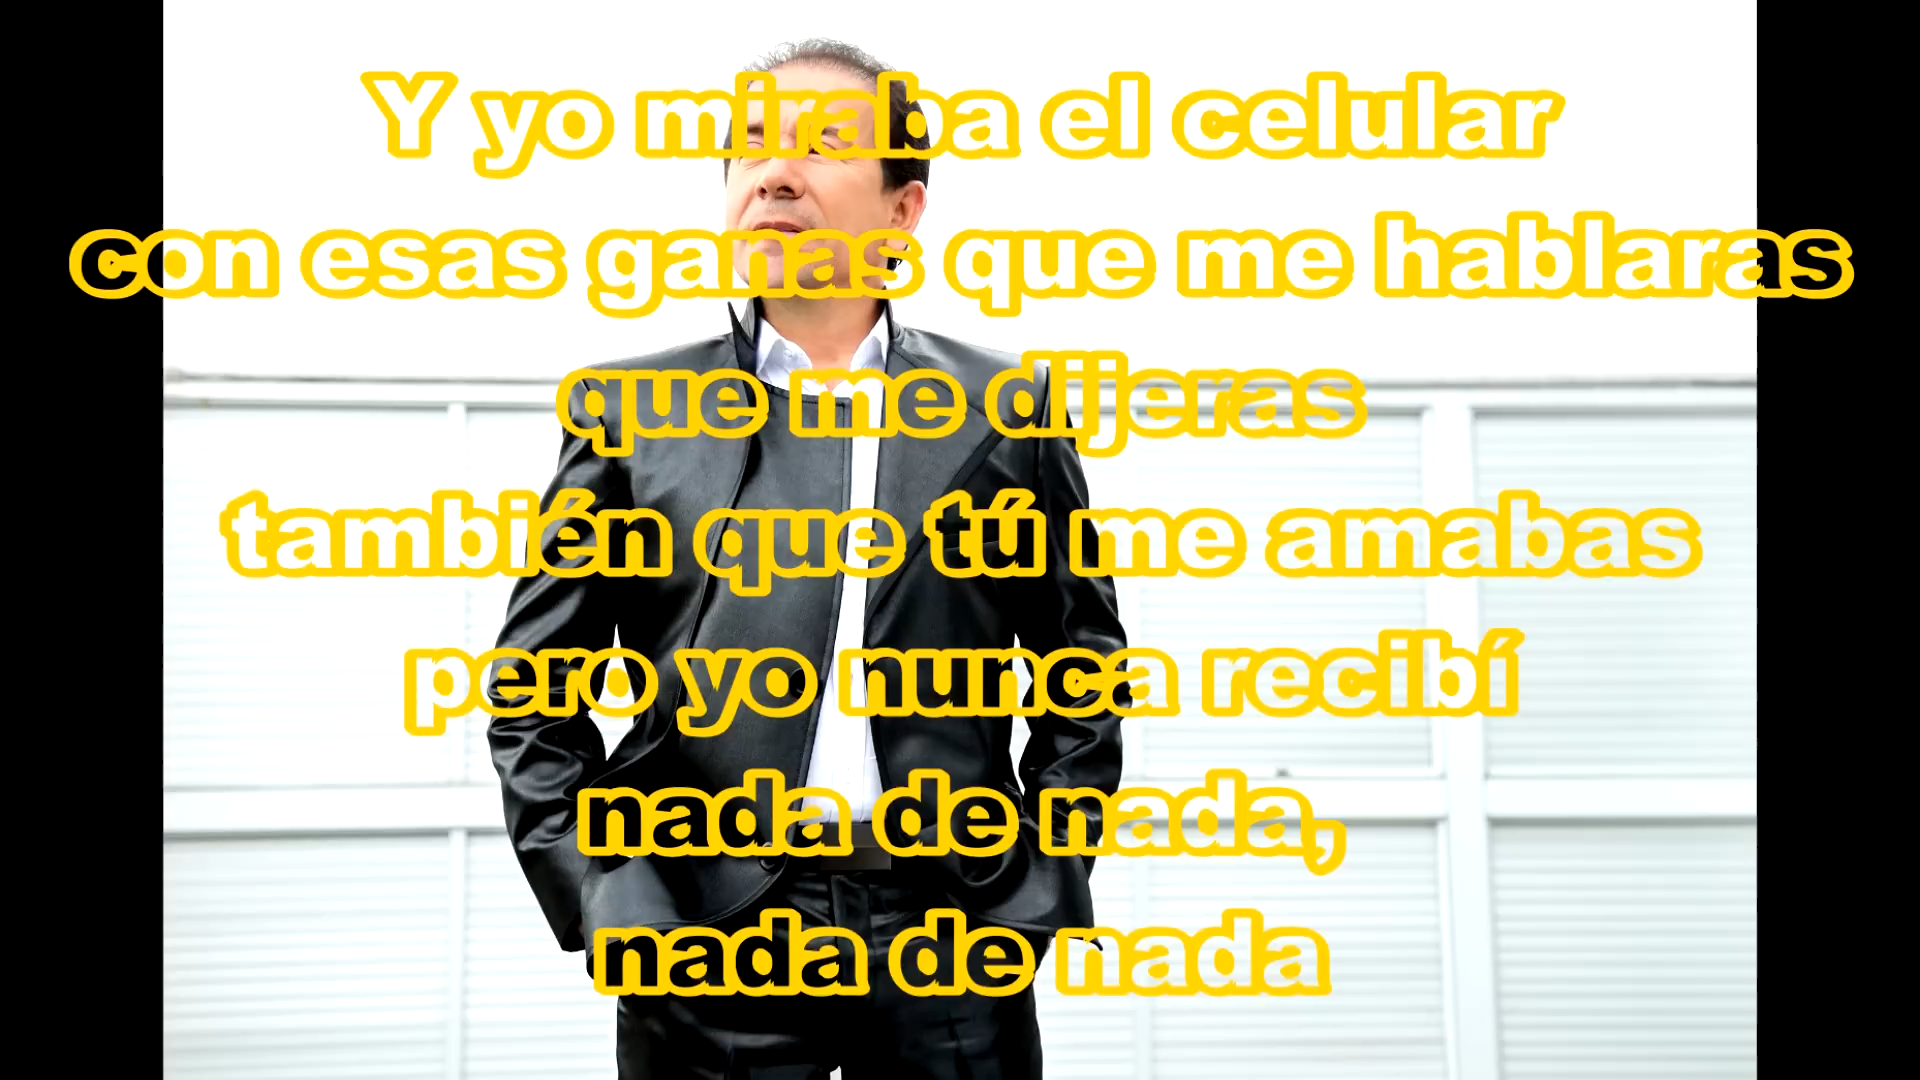 Y yo miraba el celular
con esas ganas que me hablaras
que me dijeras
también que tú me amabas
pero yo nunca recibí
nada de nada,
nada de nada